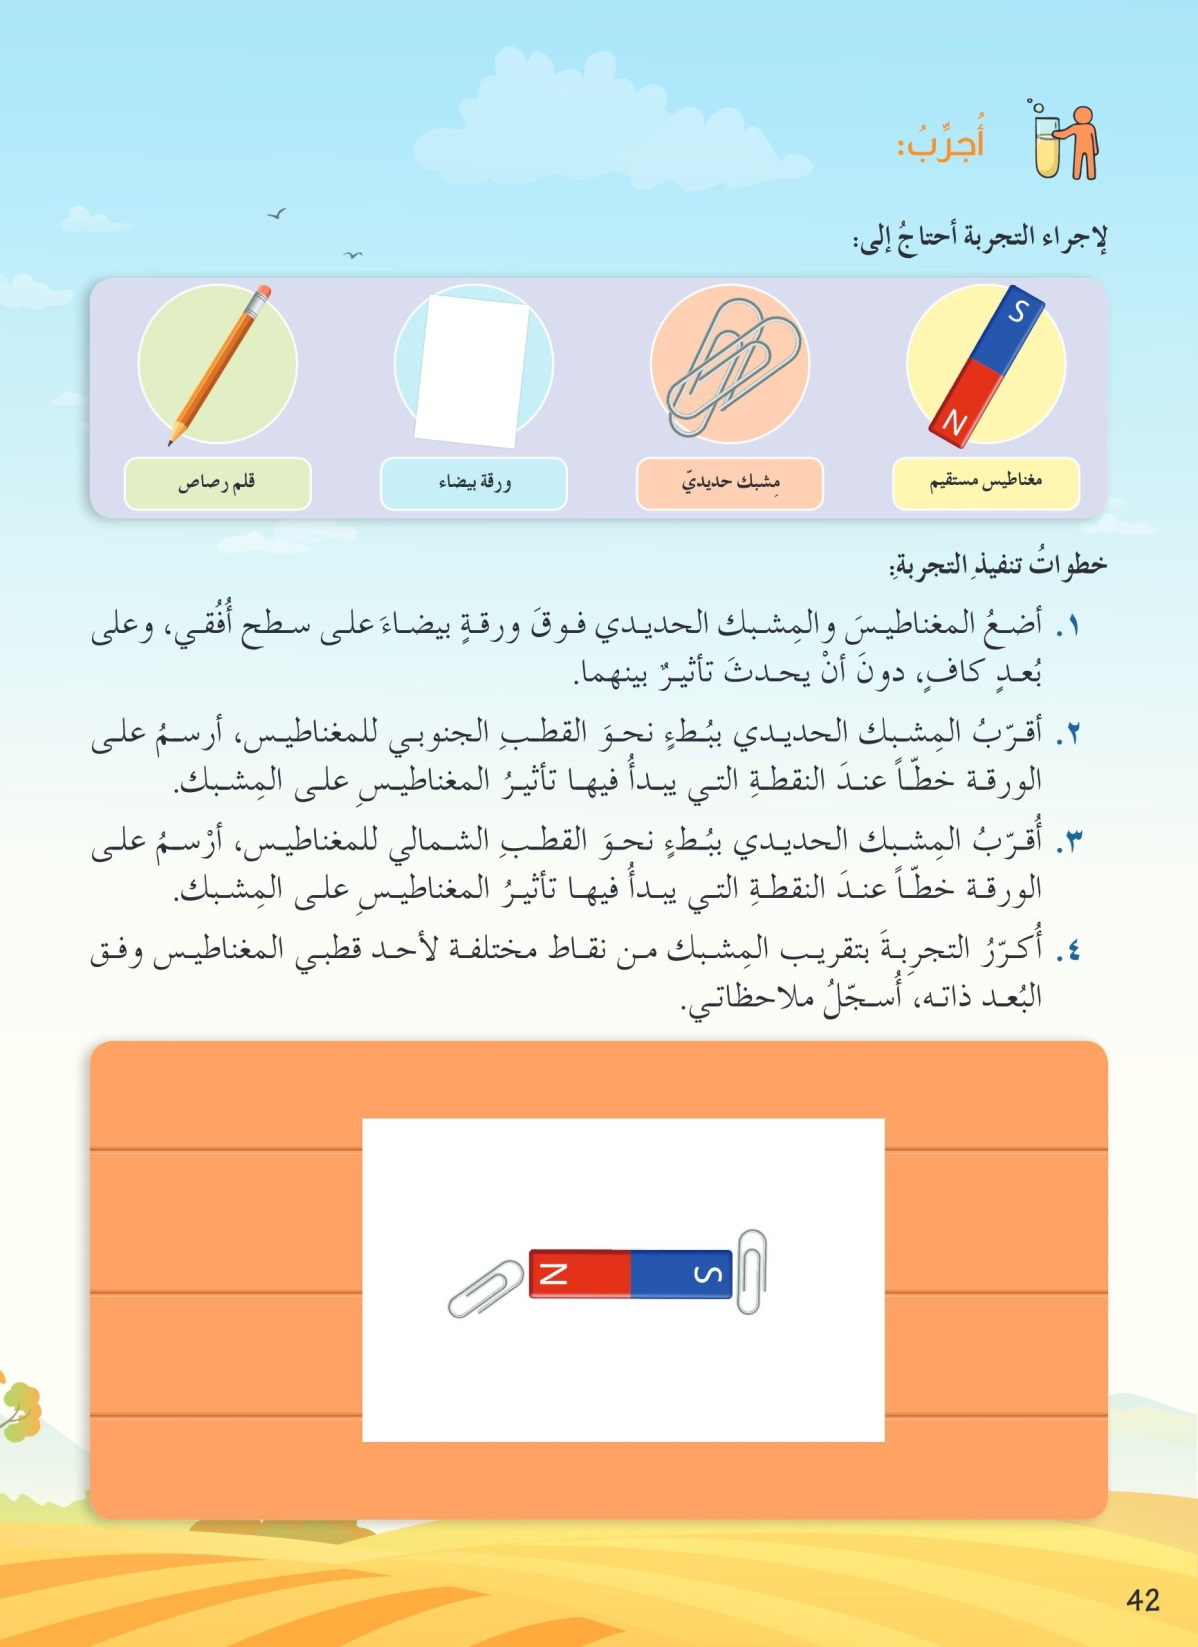 أُجرِّبُ:
لإجراء التجربة أحتاجُ إلى:
S
N
مغناطيس مستقيم
مِشبك حديديّ
ورقة بيضاء
قلم رصاص
خطواتُ تنفيذِ التجربةِ:
١. أضعُ المغناطيسَ والمِشبك الحديدي فوقَ ورقةٍ بيضاءَ على سطح أُفُقي، وعلى
بُعدٍ كافٍ، دونَ أنْ يحدثَ تأثيرٌ بينهما.
٢. أقرّبُ المِشبك الحديدي ببُطءٍ نحوَ القطبِ الجنوبي للمغناطيس، أرسمُ على
الورقة خطّاً عندَ النقطةِ التي يبدأُ فيها تأثيرُ المغناطيسِ على المِشبك.
٣. أُقرّبُ المِشبك الحديدي ببُطءٍ نحوَ القطبِ الشمالي للمغناطيس، أرْسمُ على
الورقة خطّاً عندَ النقطةِ التي يبدأُ فيها تأثيرُ المغناطيسِ على المِشبك.
٤. أُكرّرُ التجرِبةَ بتقريب المِشبك من نقاط مختلفة لأحد قطبي المغناطيس وفق
البُعد ذاته، أُسجّلُ ملاحظاتي.
N S
42